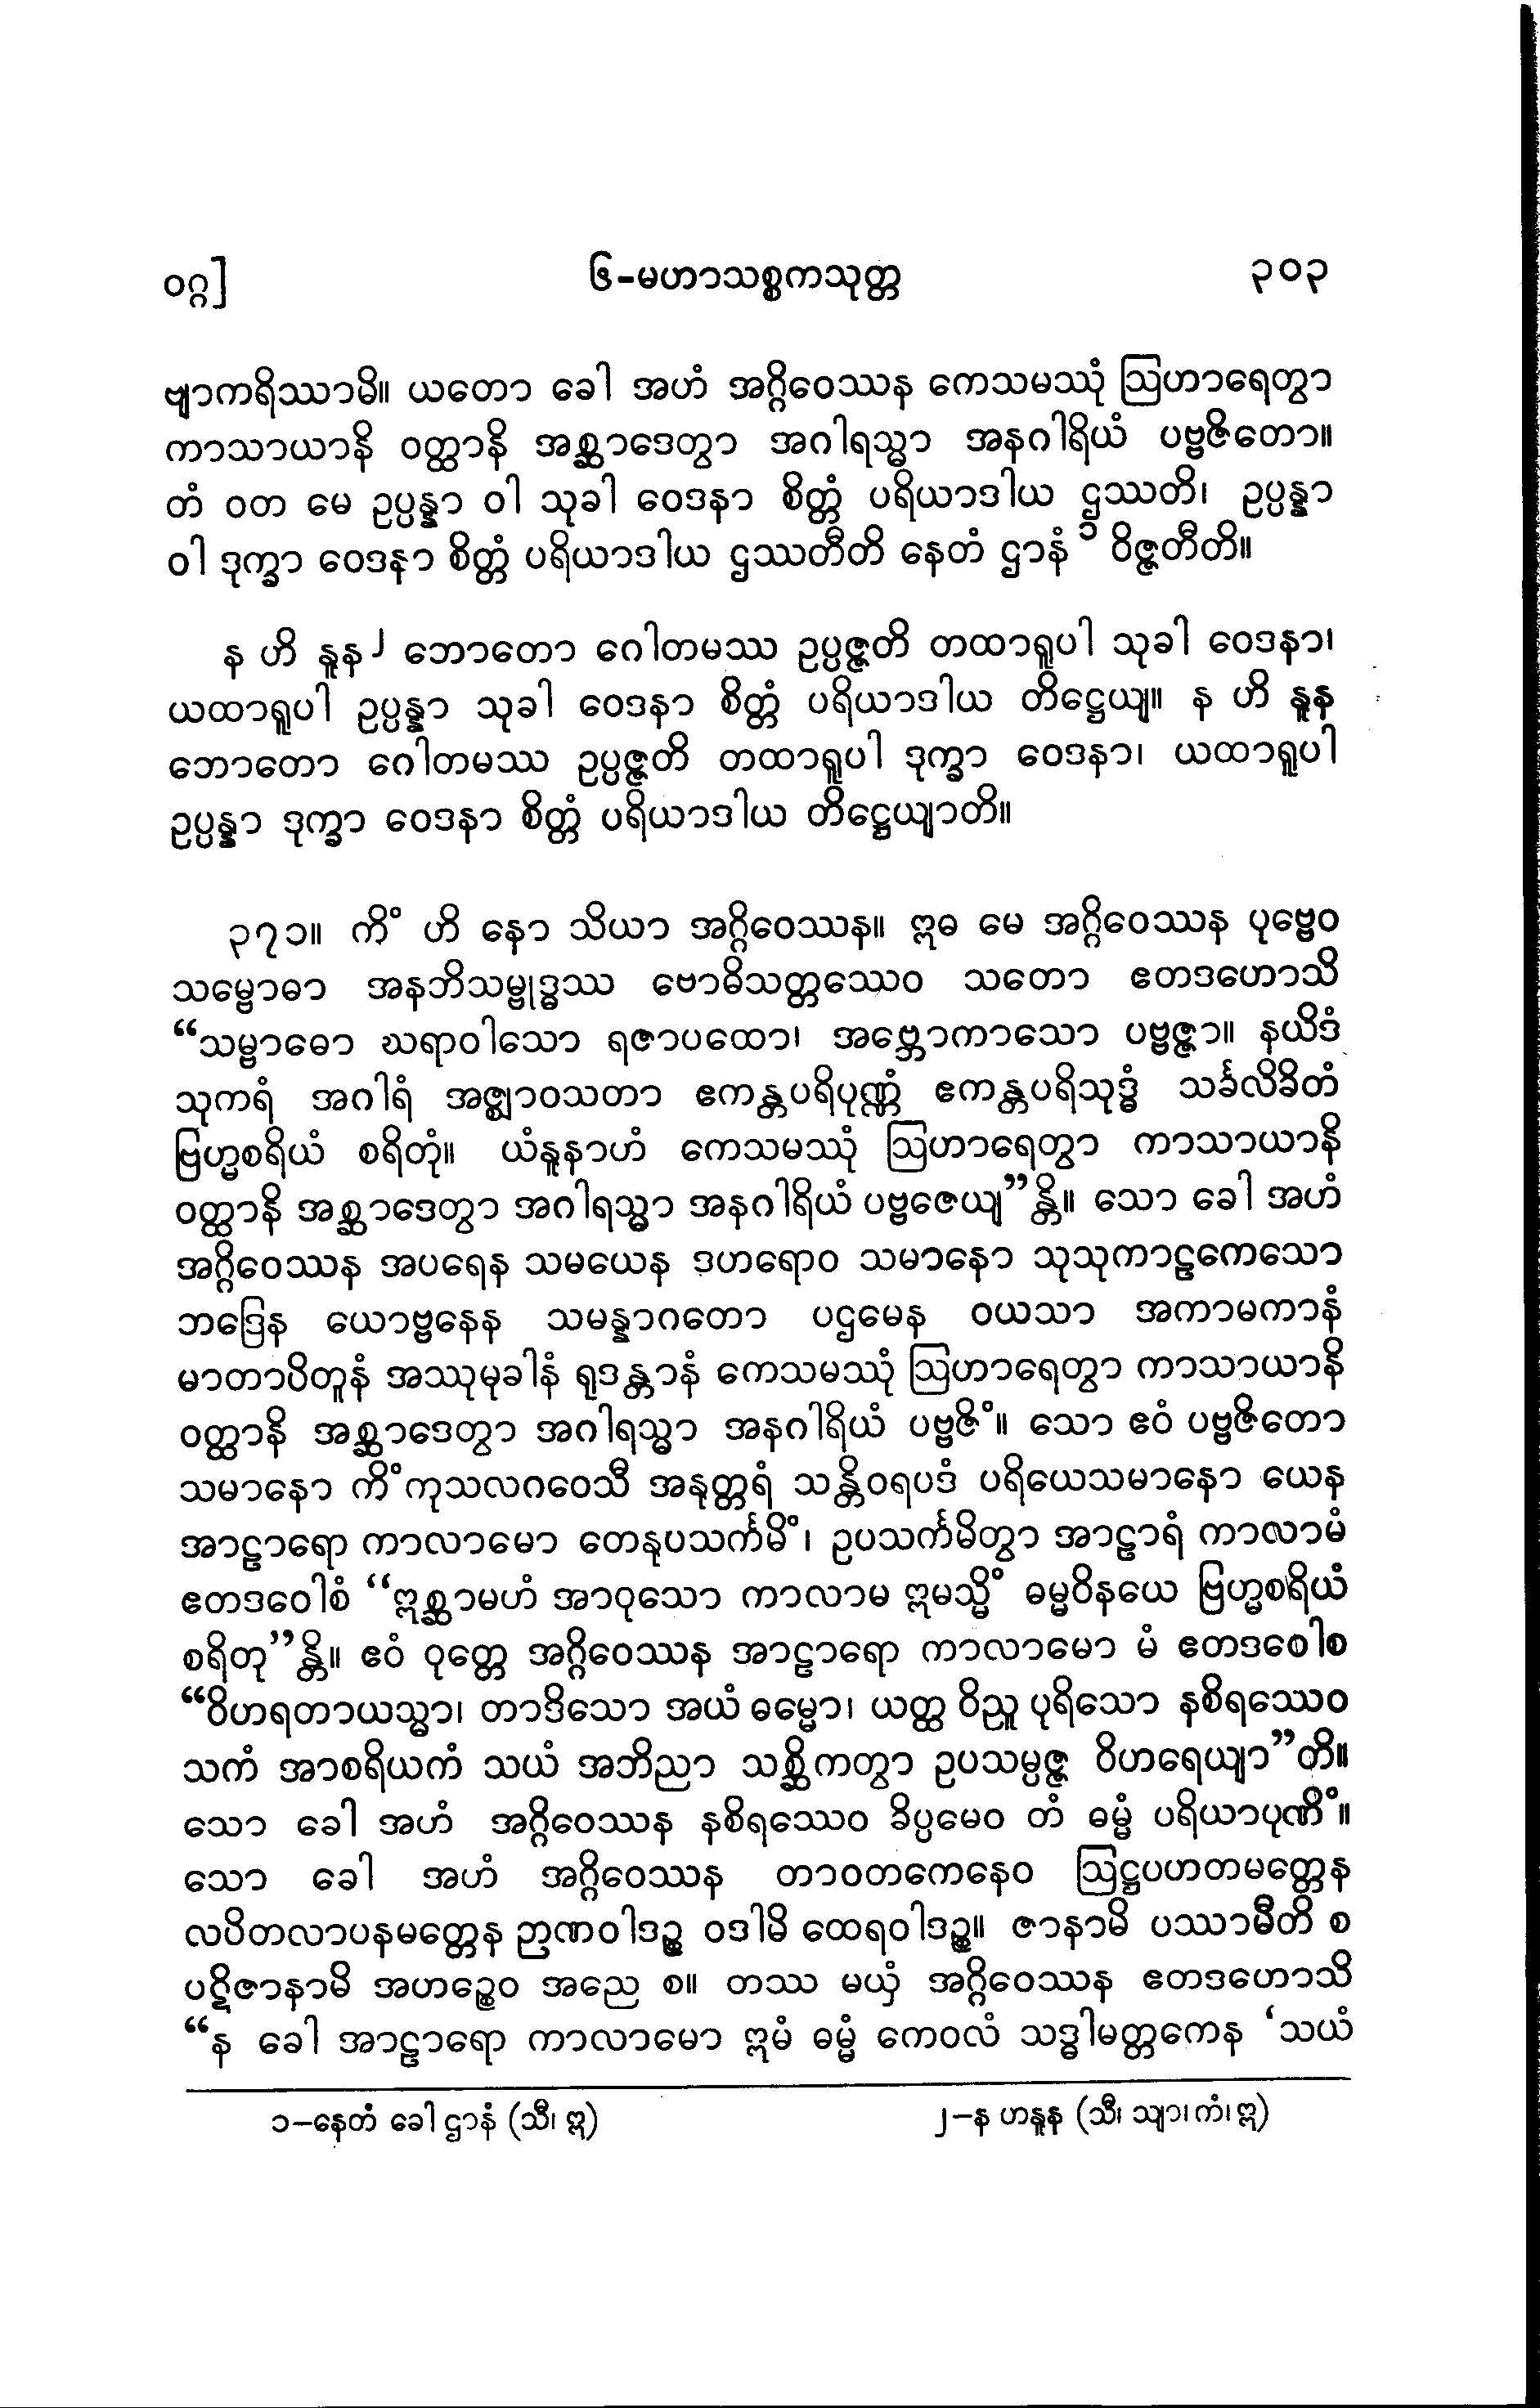 ဝဂ္ဂ]
၆-မဟာသစ္စကသုတ္တ
၃၀၃
ဗျာကရိဿာမိ။ ယတော ခေါ အဟံ အဂ္ဂိဝေဿန ကေသမဿုံ ဩဟာရေတွာ
ကာသာယာနိ ဝတ္ထာနိ အစ္ဆာဒေတွာ အဂါရသ္မာ အနဂါရိယံ ပဗ္ဗဇိတော။
တံ ဝတ မေ ဥပ္ပန္နာ ဝါ သုခါ ဝေဒနာ စိတ္တံ ပရိယာဒါယ ဌဿတိ၊ ဥပ္ပန္နာ
ဝါ ဒုက္ခာ ဝေဒနာ စိတ္တံ ပရိယာဒါယ ဌဿတီတိ နေတံ ဌာနံ ၁ ဝိဇ္ဇတီတိ။
န ဟိ နူန ၂ ဘောတော ဂေါတမဿ ဥပ္ပဇ္ဇတိ တထာရူပါ သုခါ ဝေဒနာ၊
ယထာရူပါ ဥပ္ပန္နာ သုခါ ဝေဒနာ စိတ္တံ ပရိယာဒါယ တိဋ္ဌေယျ။ န ဟိ နူန
ဘောတော ဂေါတမဿ ဥပ္ပဇ္ဇတိ တထာရူပါ ဒုက္ခာ ဝေဒနာ၊ ယထာရူပါ
ဥပ္ပန္နာ ဒုက္ခာ ဝေဒနာ စိတ္တံ ပရိယာဒါယ တိဋ္ဌေယျာတိ။
၃၇၁။ ကိံ ဟိ နော သိယာ အဂ္ဂိဝေဿန။ ဣဓ မေ အဂ္ဂိဝေဿန ပုဗ္ဗေဝ
သမ္ဗောဓာ အနဘိသမ္ဗုဒ္ဓဿ ဗောဓိသတ္တဿေဝ သတော ဧတဒဟောသိ
“သမ္ဗာဓော ဃရာဝါသော ရဇာပထော၊ အဗ္ဘောကာသော ပဗ္ဗဇ္ဇာ။ နယိဒံ
သုကရံ အဂါရံ အဇ္ဈာဝသတာ ဧကန္တပရိပုဏ္ဏံ ဧကန္တပရိသုဒ္ဓံ သင်္ခလိခိတံ
ဗြဟ္မစရိယံ စရိတုံ။ ယံနူနာဟံ ကေသမဿုံ ဩဟာရေတွာ ကာသာယာနိ
ဝတ္ထာနိ အစ္ဆာဒေတွာ အဂါရသ္မာ အနဂါရိယံ ပဗ္ဗဇေယျ”န္တိ။ သော ခေါ အဟံ
အဂ္ဂိဝေဿန အပရေန သမယေန ဒဟရောဝ သမာနော သုသုကာဠကေသော
ဘဒြေန ယောဗ္ဗနေန သမန္နာဂတော ပဌမေန ဝယသာ အကာမကာနံ
မာတာပိတူနံ အဿုမုခါနံ ရုဒန္တာနံ ကေသမဿုံ ဩဟာရေတွာ ကာသာယာနိ
ဝတ္ထာနိ အစ္ဆာဒေတွာ အဂါရသ္မာ အနဂါရိယံ ပဗ္ဗဇိံ။ သော ဧဝံ ပဗ္ဗဇိတော
သမာနော ကိံကုသလဂဝေသီ အနုတ္တရံ သန္တိဝရပဒံ ပရိယေသမာနော ယေန
အာဠာရော ကာလာမော တေနုပသင်္ကမိံ၊ ဥပသင်္ကမိတွာ အာဠာရံ ကာလာမံ
ဧတဒဝေါစံ “ဣစ္ဆာမဟံ အာဝုသော ကာလာမ ဣမသ္မိံ ဓမ္မဝိနယေ ဗြဟ္မစရိယံ
စရိတု”န္တိ။ ဧဝံ ဝုတ္တေ အဂ္ဂိဝေဿန အာဠာရော ကာလာမော မံ ဧတဒဝေါစ
“ဝိဟရတာယသ္မာ၊ တာဒိသော အယံ ဓမ္မော၊ ယတ္ထ ဝိညူ ပုရိသော နစိရဿေဝ
သကံ အာစရိယကံ သယံ အဘိညာ သစ္ဆိကတွာ ဥပသမ္ပဇ္ဇ ဝိဟရေယျာ”တိ။
သော ခေါ အဟံ အဂ္ဂိဝေဿန နစိရဿေဝ ခိပ္ပမေဝ တံ ဓမ္မံ ပရိယာပုဏိံ။
သော ခေါ အဟံ အဂ္ဂိဝေဿန တာဝတကေနေဝ ဩဋ္ဌပဟတမတ္တေန
လပိတလာပနမတ္တေန ဉာဏဝါဒဉ္စ ဝဒါမိ ထေရဝါဒဉ္စ။ ဇာနာမိ ပဿာမီတိ စ
ပဋိဇာနာမိ အဟဉ္စေဝ အညေ စ။ တဿ မယှံ အဂ္ဂိဝေဿန ဧတဒဟောသိ
“န ခေါ အာဠာရော ကာလာမော ဣမံ ဓမ္မံ ကေဝလံ သဒ္ဓါမတ္တကေန ‘သယံ
၁-နေတံ ခေါ ဌာနံ (သီ၊ ဣ)
၂-န ဟနူန (သီ၊ သျာ၊ ကံ၊ ဣ)